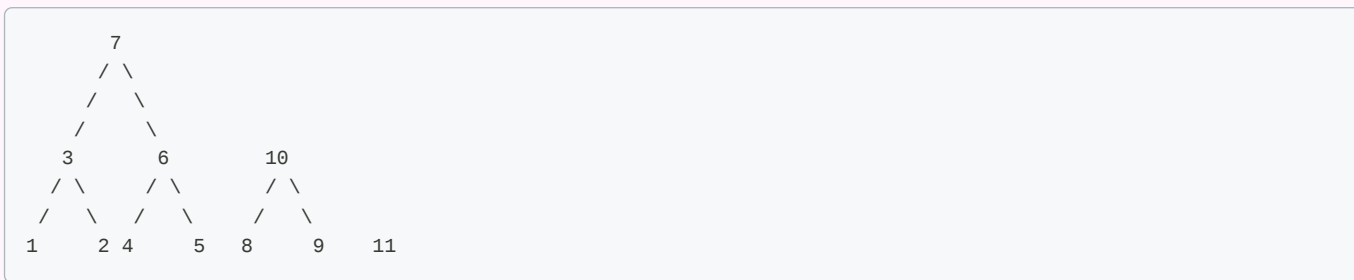 7
      / \
     /   \
    /     \
   3       6        10
  / \     / \       / \
 /   \   /   \     /   \
1     2 4     5   8     9    11